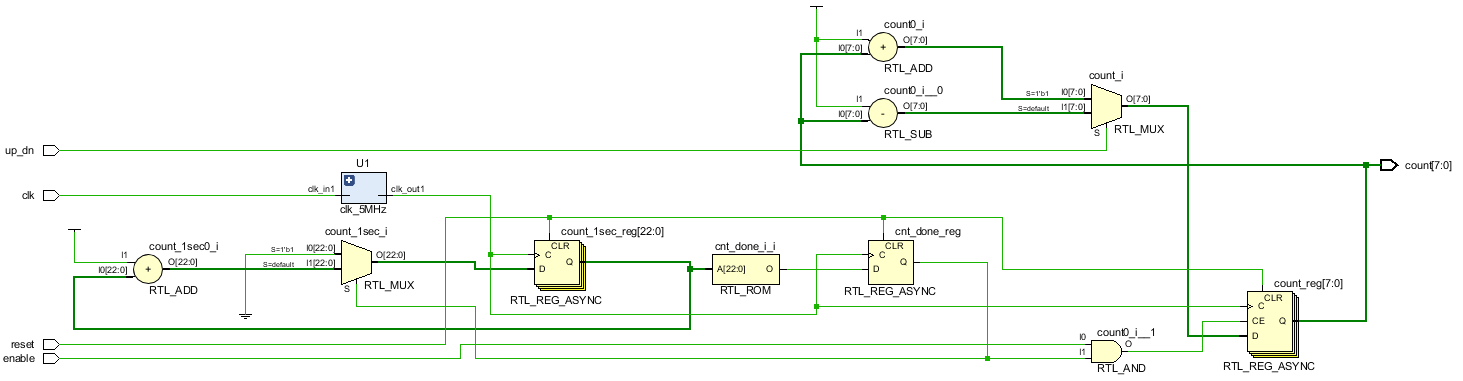 count0_i
I1
O[7:0]
I0[7:0]
+
RTL_ADD
count_i
count0_i__0
S=1'b1
I0[7:0]
I1
O[7:0]
S=default
I1[7:0]
O[7:0]
I0[7:0]
-
S
RTL_MUX
RTL_SUB
up_dn
U1
count[7:0]
clk
clk_in1
clk_out1
clk_5MHz
count_1sec_i
count_1sec_reg[22:0]
cnt_done_reg
count_1sec0_i
S=1'b1
I0[22:0]
CLR
cnt_done_i_i
CLR
I1
O[22:0]
O[22:0]
C
C
I0[22:0]
+
S=default
I1[22:0]
D
Q
A[22:0]
O
D
Q
S
RTL_MUX
RTL_ADD
RTL_REG_ASYNC
RTL_ROM
RTL_REG_ASYNC
count_reg[7:0]
CLR
C
CE
Q
D
count0_i__1
reset
I0
O
enable
I1
RTL_AND
RTL_REG_ASYNC